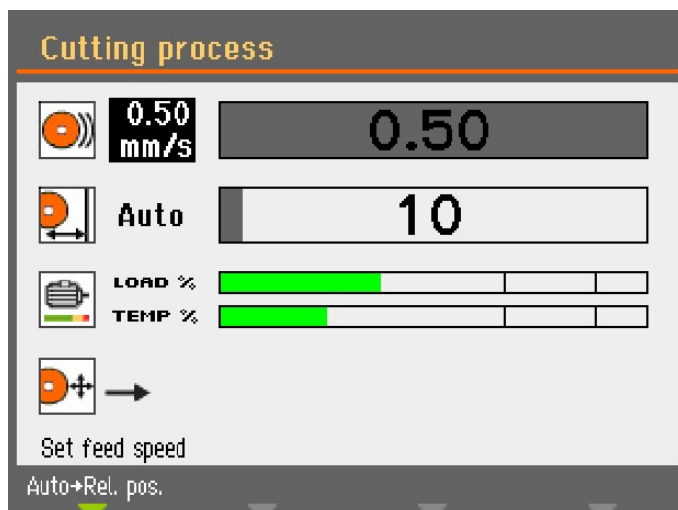 Cutting process
0.50
mm/s
0.50
Auto
10
LOAD %
TEMP %
Set feed speed
Auto→Rel. pos.